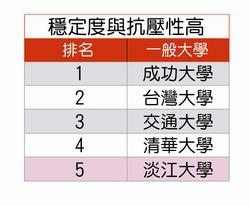 穩定度與抗壓性高
排名 一般大學
1 成功大學
2 台灣大學
3 交通大學
4 清華大學
5 淡江大學